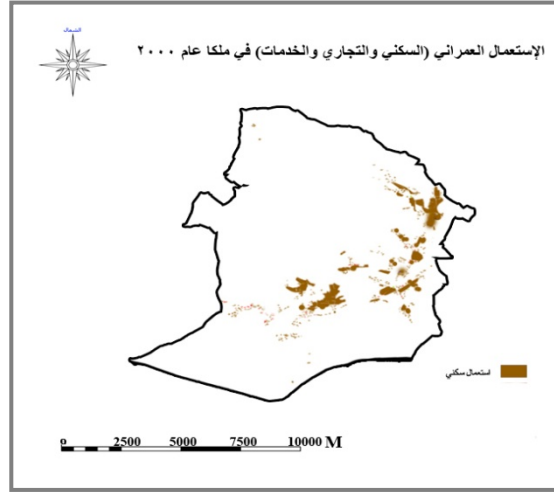 الشمال
الإستعمال العمراني (السكني والتجاري والخدمات) في ملكا عام ٢٠٠٠
استعمال سكني
0 2500 5000 7500 10000 M